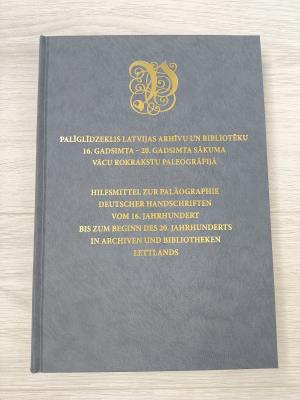 P
PALĪGLĪDZEKLIS LATVIJAS ARHĪVU UN BIBLIOTĒKU
16. GADSIMTA – 20. GADSIMTA SĀKUMA
VĀCU ROKRAKSTU PALEOGRĀFIJĀ
HILFSMITTEL ZUR PALÄOGRAPHIE
DEUTSCHER HANDSCHRIFTEN
VOM 16. JAHRHUNDERT
BIS ZUM BEGINN DES 20. JAHRHUNDERTS
IN ARCHIVEN UND BIBLIOTHEKEN
LETTLANDS